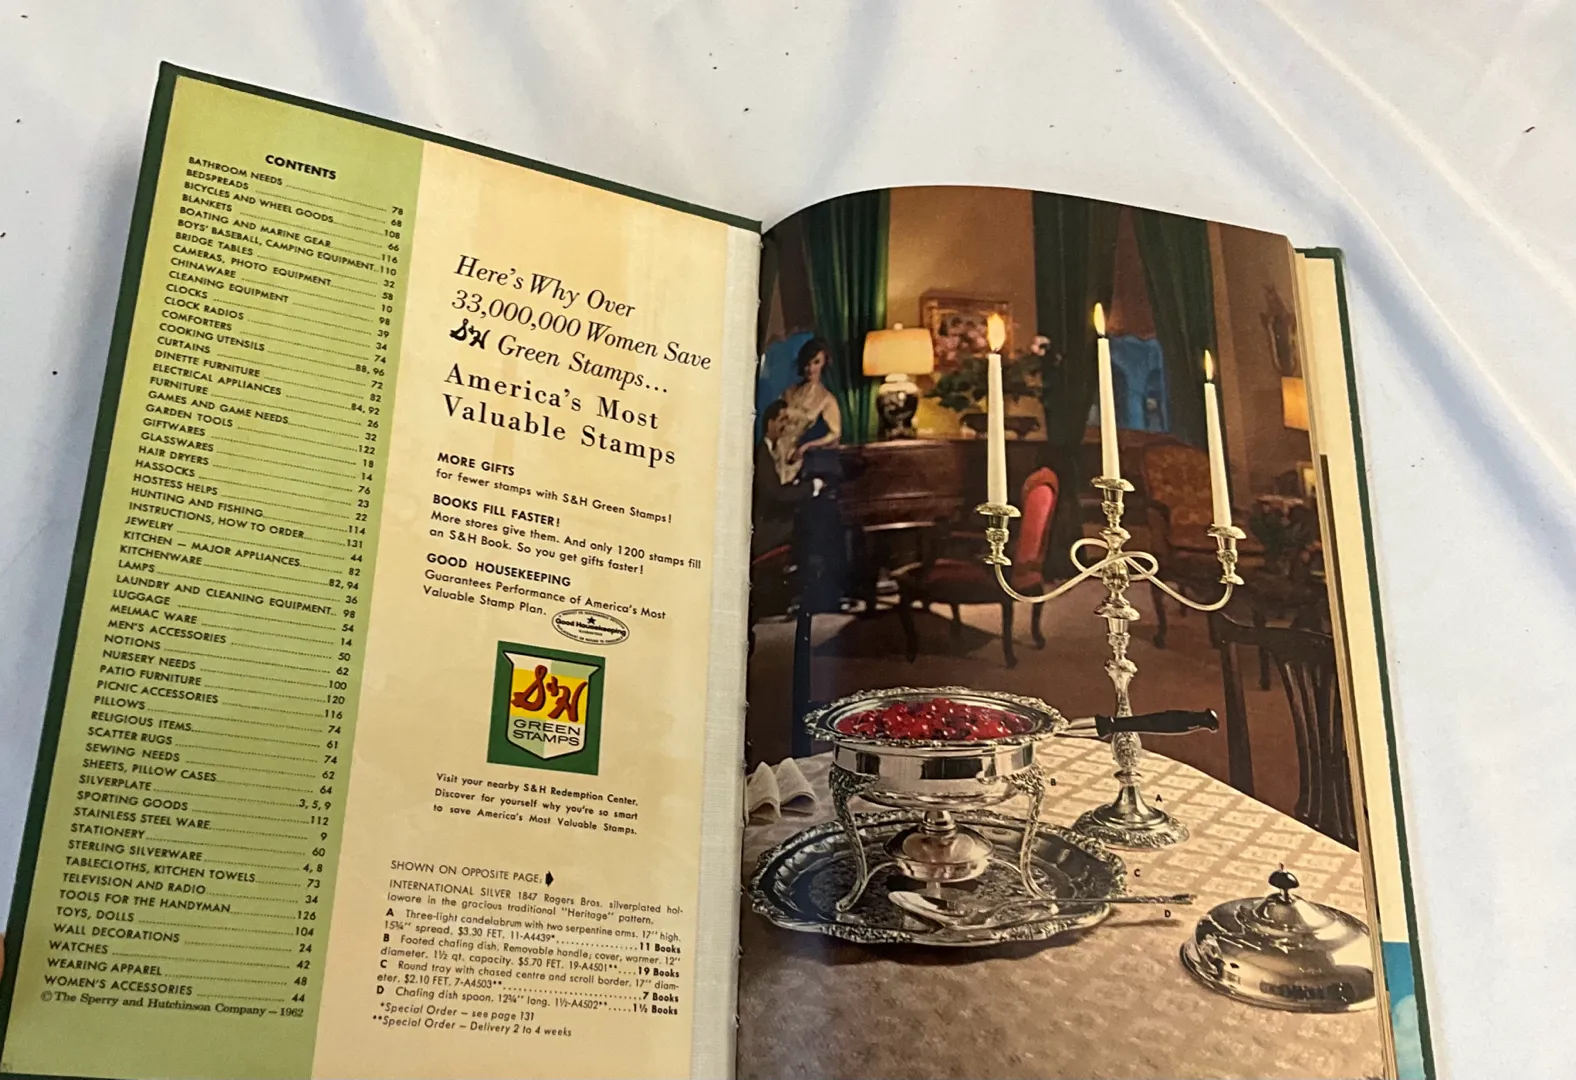 CONTENTS
BATHROOM NEEDS 78
BEDSPREADS 68
BICYCLES AND WHEEL GOODS 108
BLANKETS 66
BOATING AND MARINE GEAR 116
BOYS' BASEBALL, CAMPING EQUIPMENT 110
BRIDGE TABLES 32
CAMERAS, PHOTO EQUIPMENT 58
CHINAWARE 10
CLEANING EQUIPMENT 98
CLOCKS 39
CLOCK RADIOS 34
COMFORTERS 74
COOKING UTENSILS 88, 96
CURTAINS 72
DINETTE FURNITURE 82
ELECTRICAL APPLIANCES 84, 92
FURNITURE 26
GAMES AND GAME NEEDS 32
GARDEN TOOLS 122
GIFTWARES 18
GLASSWARES 14
HAIR DRYERS 76
HASSOCKS 23
HOSTESS HELPS 22
HUNTING AND FISHING 114
INSTRUCTIONS, HOW TO ORDER 131
JEWELRY 44
KITCHEN – MAJOR APPLIANCES 82
KITCHENWARE 82, 94
LAMPS 36
LAUNDRY AND CLEANING EQUIPMENT 98
LUGGAGE 54
MELMAC WARE 14
MEN'S ACCESSORIES 50
NOTIONS 62
NURSERY NEEDS 100
PATIO FURNITURE 120
PICNIC ACCESSORIES 116
PILLOWS 74
RELIGIOUS ITEMS 61
SCATTER RUGS 74
SEWING NEEDS 62
SHEETS, PILLOW CASES 64
SILVERPLATE 3, 5, 9
SPORTING GOODS 112
STAINLESS STEEL WARE 9
STATIONERY 60
STERLING SILVERWARE 4, 8
TABLECLOTHS, KITCHEN TOWELS 73
TELEVISION AND RADIO 34
TOOLS FOR THE HANDYMAN 126
TOYS, DOLLS 104
WALL DECORATIONS 24
WATCHES 42
WEARING APPAREL 48
WOMEN'S ACCESSORIES 44
© The Sperry and Hutchinson Company – 1962
Here's Why Over
33,000,000 Women Save
S&H Green Stamps...
America's Most
Valuable Stamps
MORE GIFTS
for fewer stamps with S&H Green Stamps!
BOOKS FILL FASTER!
More stores give them. And only 1200 stamps fill
an S&H Book. So you get gifts faster!
GOOD HOUSEKEEPING
Guarantees Performance of America's Most
Valuable Stamp Plan.
Good Housekeeping
S&H
GREEN
STAMPS
Visit your nearby S&H Redemption Center.
Discover for yourself why you're so smart
to save America's Most Valuable Stamps.
SHOWN ON OPPOSITE PAGE:
INTERNATIONAL SILVER 1847 Rogers Bros. silverplated hol-
loware in the gracious traditional "Heritage" pattern.
A Three-light candelabrum with two serpentine arms. 17" high.
15¾" spread. $3.30 FET. 11-A4439* 11 Books
B Footed chafing dish. Removable handle; cover, warmer. 12"
diameter. 1½ qt. capacity. $5.70 FET. 19-A4501** 19 Books
C Round tray with chased centre and scroll border. 17" diam-
eter. $2.10 FET. 7-A4503** 7 Books
D Chafing dish spoon. 12¾" long. 1½-A4502** 1½ Books
*Special Order – see page 131
**Special Order – Delivery 2 to 4 weeks
B
A
C
D